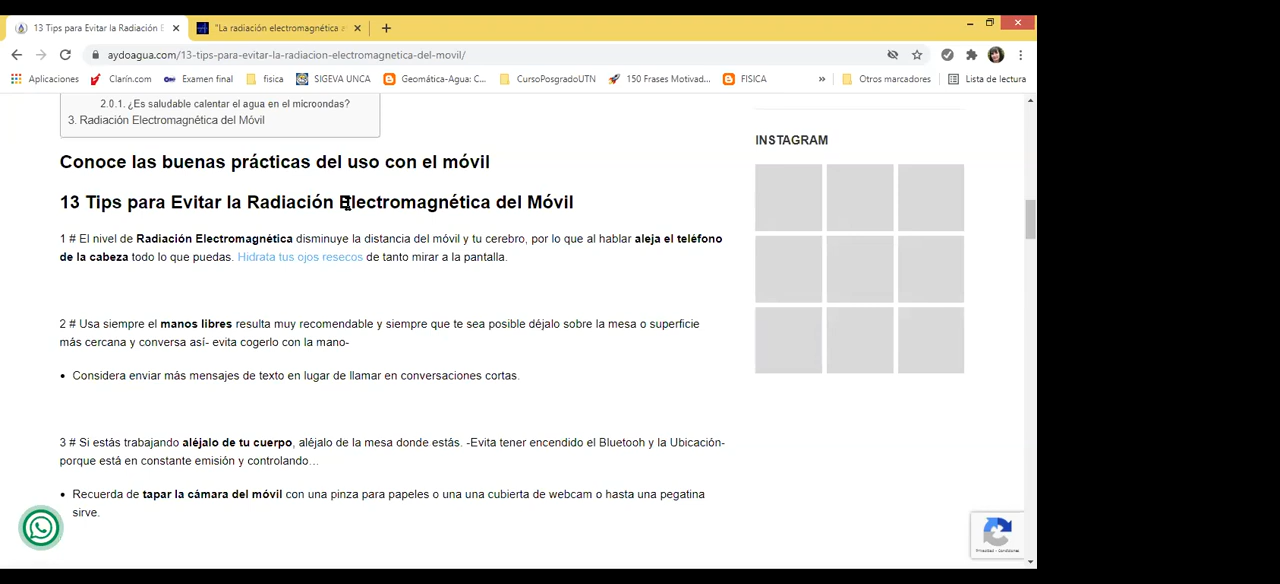 13 Tips para Evitar la Radiación E
"La radiación electromagnética a
aydoagua.com/13-tips-para-evitar-la-radiacion-electromagnetica-del-movil/
Aplicaciones Clarín.com Examen final fisica SIGEVA UNCA Geomática-Agua: C... CursoPosgradoUTN 150 Frases Motivad... FISICA » Otros marcadores Lista de lectura
2.0.1. ¿Es saludable calentar el agua en el microondas?
3. Radiación Electromagnética del Móvil
Conoce las buenas prácticas del uso con el móvil
13 Tips para Evitar la Radiación Electromagnética del Móvil
1 # El nivel de Radiación Electromagnética disminuye la distancia del móvil y tu cerebro, por lo que al hablar aleja el teléfono
de la cabeza todo lo que puedas. Hidrata tus ojos resecos de tanto mirar a la pantalla.
2 # Usa siempre el manos libres resulta muy recomendable y siempre que te sea posible déjalo sobre la mesa o superficie
más cercana y conversa así- evita cogerlo con la mano-
• Considera enviar más mensajes de texto en lugar de llamar en conversaciones cortas.
3 # Si estás trabajando aléjalo de tu cuerpo, aléjalo de la mesa donde estás. -Evita tener encendido el Bluetooh y la Ubicación-
porque está en constante emisión y controlando…
• Recuerda de tapar la cámara del móvil con una pinza para papeles o una una cubierta de webcam o hasta una pegatina
sirve.
INSTAGRAM
Privacidad - Condiciones